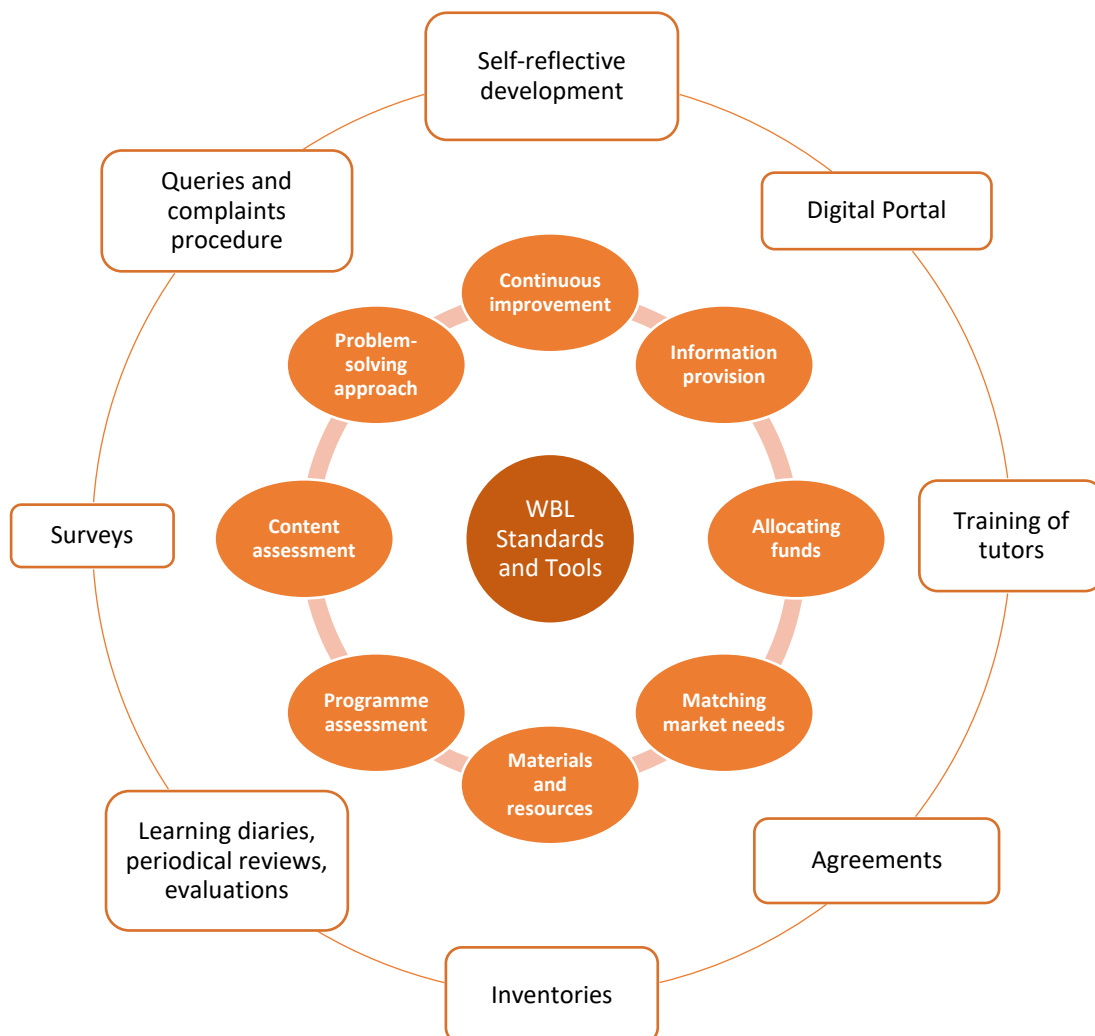 Self-reflective
development
Queries and
complaints
procedure
Digital Portal
Continuous
improvement
Problem-
solving
approach
Information
provision
WBL
Standards
and Tools
Surveys
Content
assessment
Allocating
funds
Training of
tutors
Programme
assessment
Matching
market needs
Materials
and
resources
Learning diaries,
periodical reviews,
evaluations
Agreements
Inventories